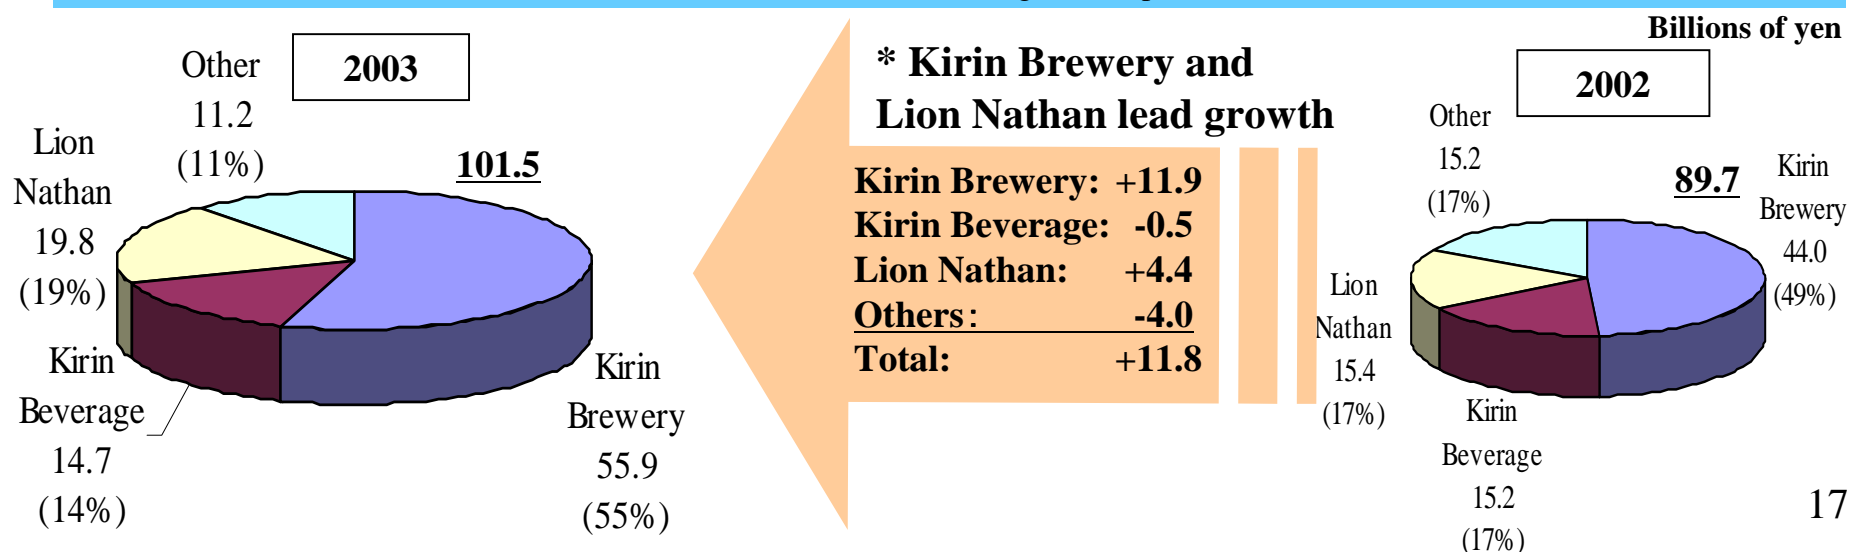 Billions of yen
2003
Other
11.2
(11%)
Lion
Nathan
19.8
(19%)
101.5
Kirin
Beverage
14.7
(14%)
Kirin
Brewery
55.9
(55%)
* Kirin Brewery and
Lion Nathan lead growth
Kirin Brewery: +11.9
Kirin Beverage: -0.5
Lion Nathan: +4.4
Others: -4.0
Total: +11.8
2002
Other
15.2
(17%)
89.7
Kirin
Brewery
44.0
(49%)
Lion
Nathan
15.4
(17%)
Kirin
Beverage
15.2
(17%)
17